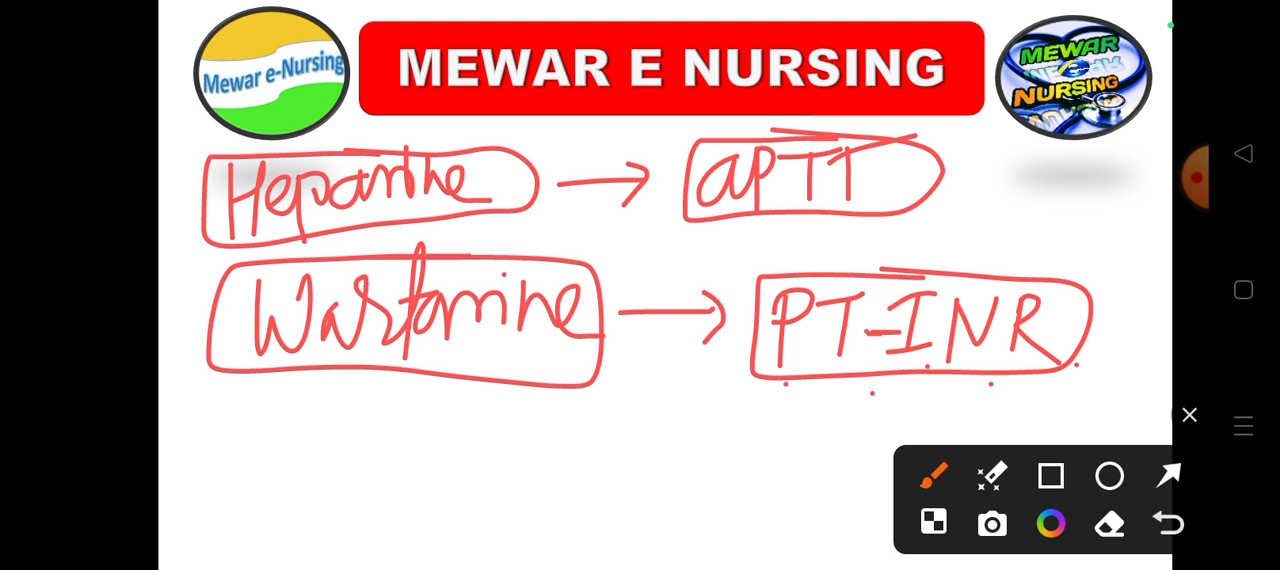 Mewar e-Nursing
MEWAR E NURSING
MEWAR
NURSING
Heparine → aPTT
Warfarine → PT-INR